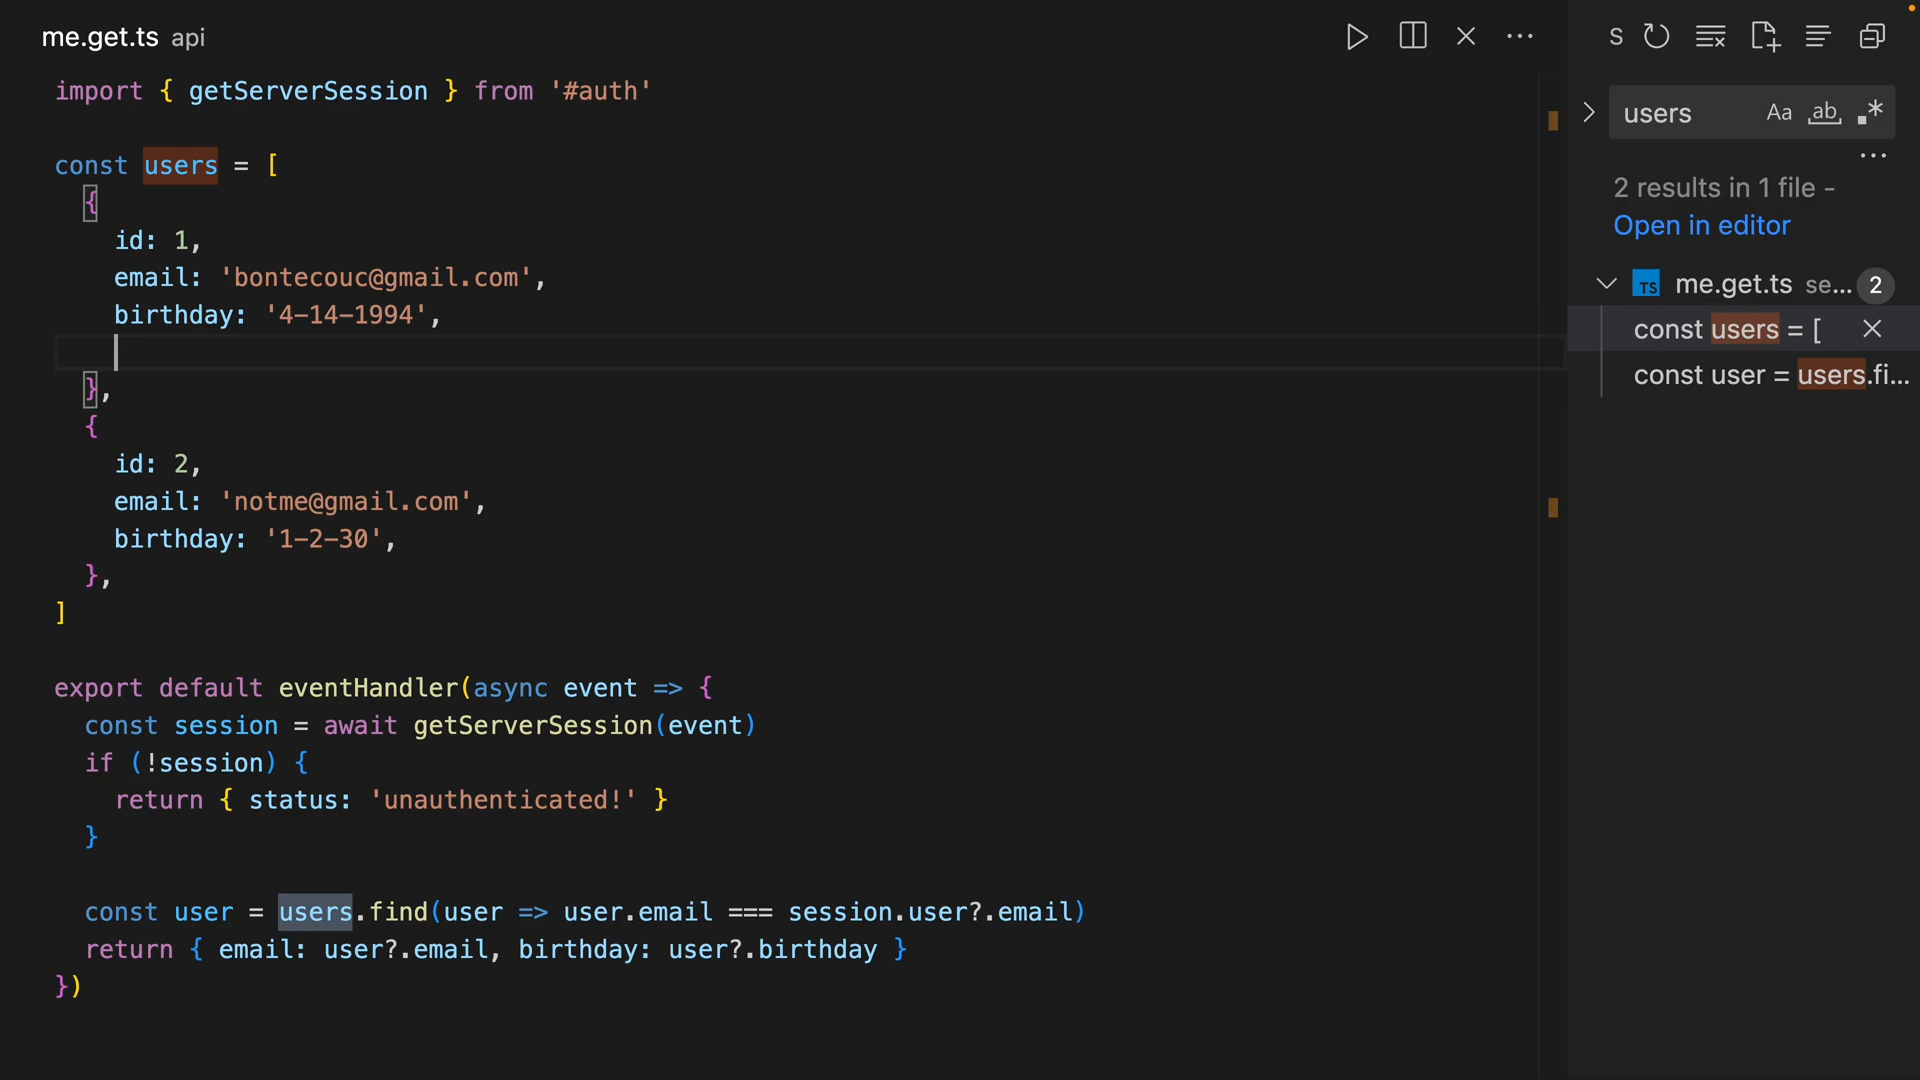 me.get.ts api
import { getServerSession } from '#auth'
const users = [
{
id: 1,
email: 'bontecouc@gmail.com',
birthday: '4-14-1994',
},
{
id: 2,
email: 'notme@gmail.com',
birthday: '1-2-30',
},
]
export default eventHandler(async event => {
const session = await getServerSession(event)
if (!session) {
return { status: 'unauthenticated!' }
}
const user = users.find(user => user.email === session.user?.email)
return { email: user?.email, birthday: user?.birthday }
})
S
users Aa ab .*
2 results in 1 file -
Open in editor
TS me.get.ts se... 2
const users = [
const user = users.fi...